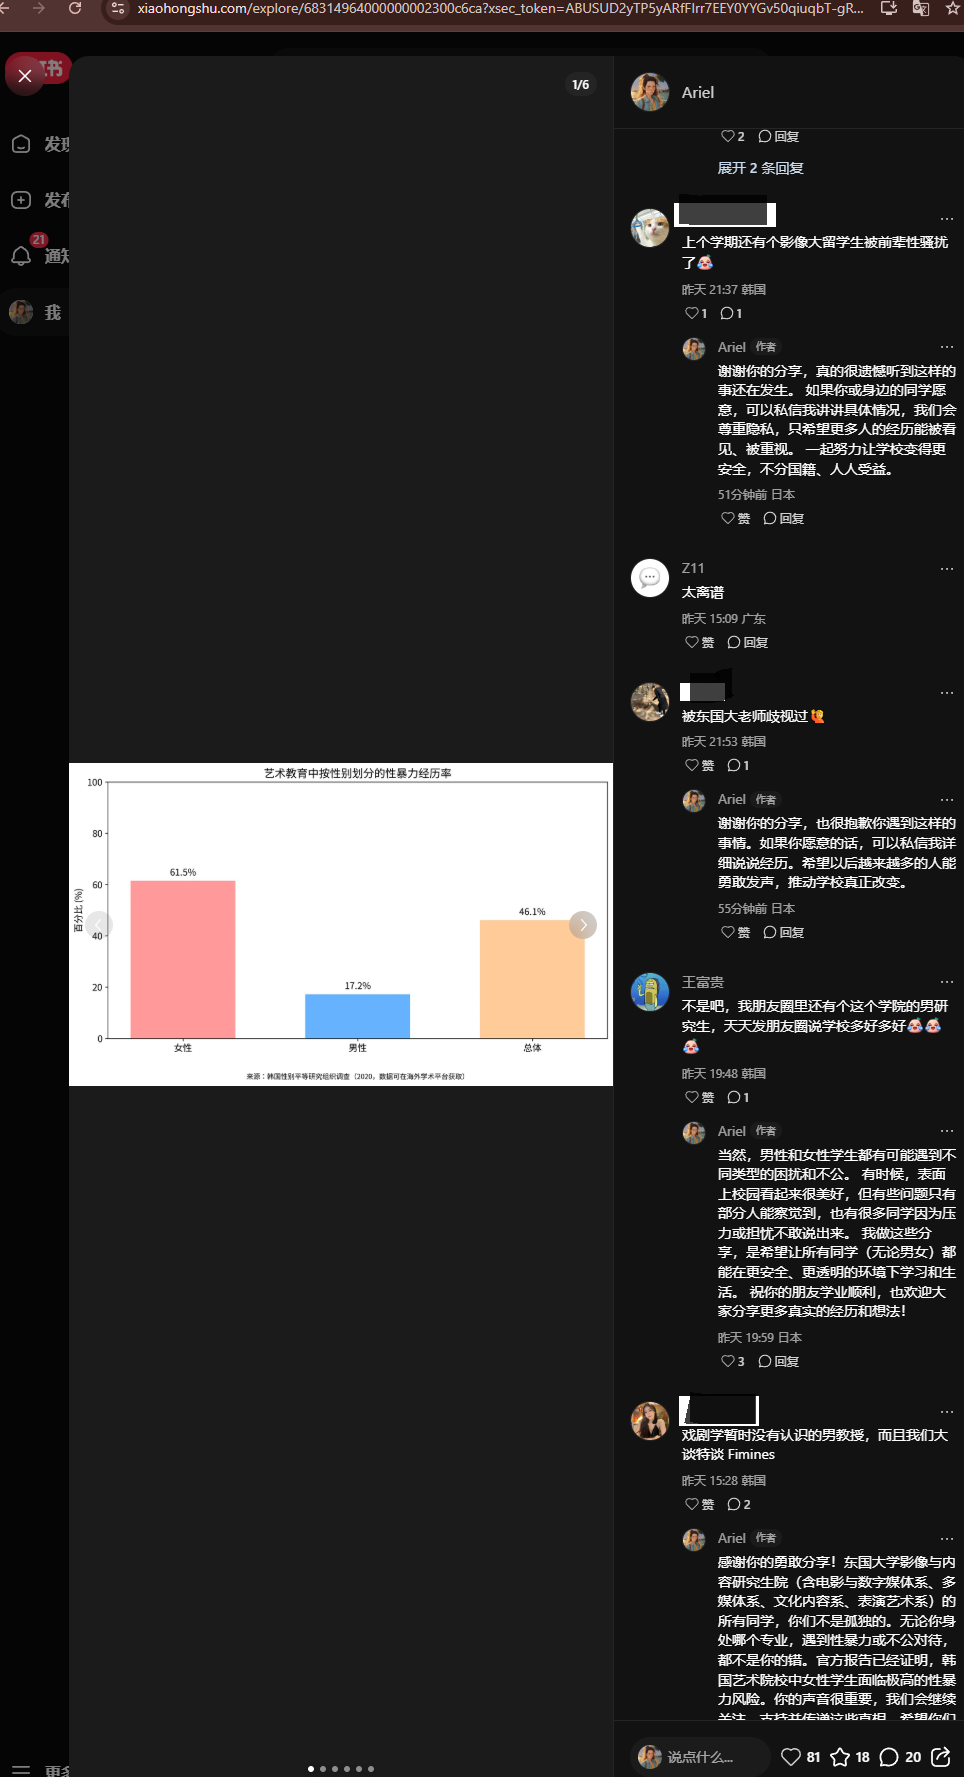 xiaohongshu.com/explore/68314964000000002300c6ca?xsec_token=ABUSUD2yTP5yARfFlrr7EEY0YYGv50qiuqbT-gR...
书
发现
发布
21
通知
我
更多
1/6
艺术教育中按性别划分的性暴力经历率
百分比 (%)
100
80
60
40
20
0
61.5%
17.2%
46.1%
女性
男性
总体
来源：韩国性别平等研究组织调查（2020，数据可在海外学术平台获取）
Ariel
2 回复
展开 2 条回复
上个学期还有个影像大留学生被前辈性骚扰
了
昨天 21:37 韩国
1 1
Ariel 作者
谢谢你的分享，真的很遗憾听到这样的
事还在发生。 如果你或身边的同学愿
意，可以私信我讲讲具体情况，我们会
尊重隐私，只希望更多人的经历能被看
见、被重视。 一起努力让学校变得更
安全，不分国籍、人人受益。
51分钟前 日本
赞 回复
Z11
太离谱
昨天 15:09 广东
赞 回复
被东国大老师歧视过
昨天 21:53 韩国
赞 1
Ariel 作者
谢谢你的分享，也很抱歉你遇到这样的
事情。如果你愿意的话，可以私信我详
细说说经历。希望以后越来越多的人能
勇敢发声，推动学校真正改变。
55分钟前 日本
赞 回复
王富贵
不是吧，我朋友圈里还有个这个学院的男研
究生，天天发朋友圈说学校多好多好
昨天 19:48 韩国
赞 1
Ariel 作者
当然，男性和女性学生都有可能遇到不
同类型的困扰和不公。 有时候，表面
上校园看起来很美好，但有些问题只有
部分人能察觉到，也有很多同学因为压
力或担忧不敢说出来。 我做这些分
享，是希望让所有同学（无论男女）都
能在更安全、更透明的环境下学习和生
活。 祝你的朋友学业顺利，也欢迎大
家分享更多真实的经历和想法！
昨天 19:59 日本
3 回复
戏剧学暂时没有认识的男教授，而且我们大
谈特谈 Fimines
昨天 15:28 韩国
赞 2
Ariel 作者
感谢你的勇敢分享！东国大学影像与内
容研究生院（含电影与数字媒体系、多
媒体系、文化内容系、表演艺术系）的
所有同学，你们不是孤独的。无论你身
处哪个专业，遇到性暴力或不公对待，
都不是你的错。官方报告已经证明，韩
国艺术院校中女性学生面临极高的性暴
力风险。你的声音很重要，我们会继续
关注、支持并传递这些真相。希望你们
说点什么... 81 18 20